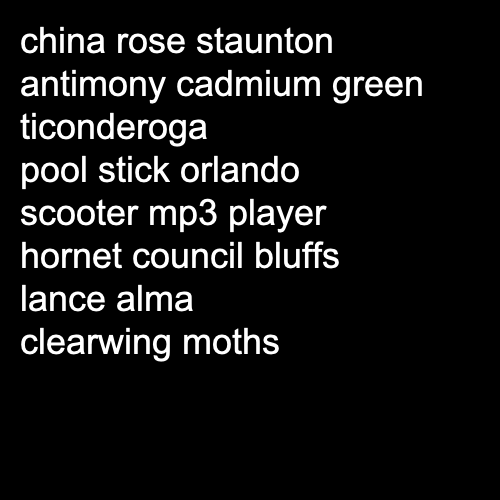 china rose staunton
antimony cadmium green
ticonderoga
pool stick orlando
scooter mp3 player
hornet council bluffs
lance alma
clearwing moths